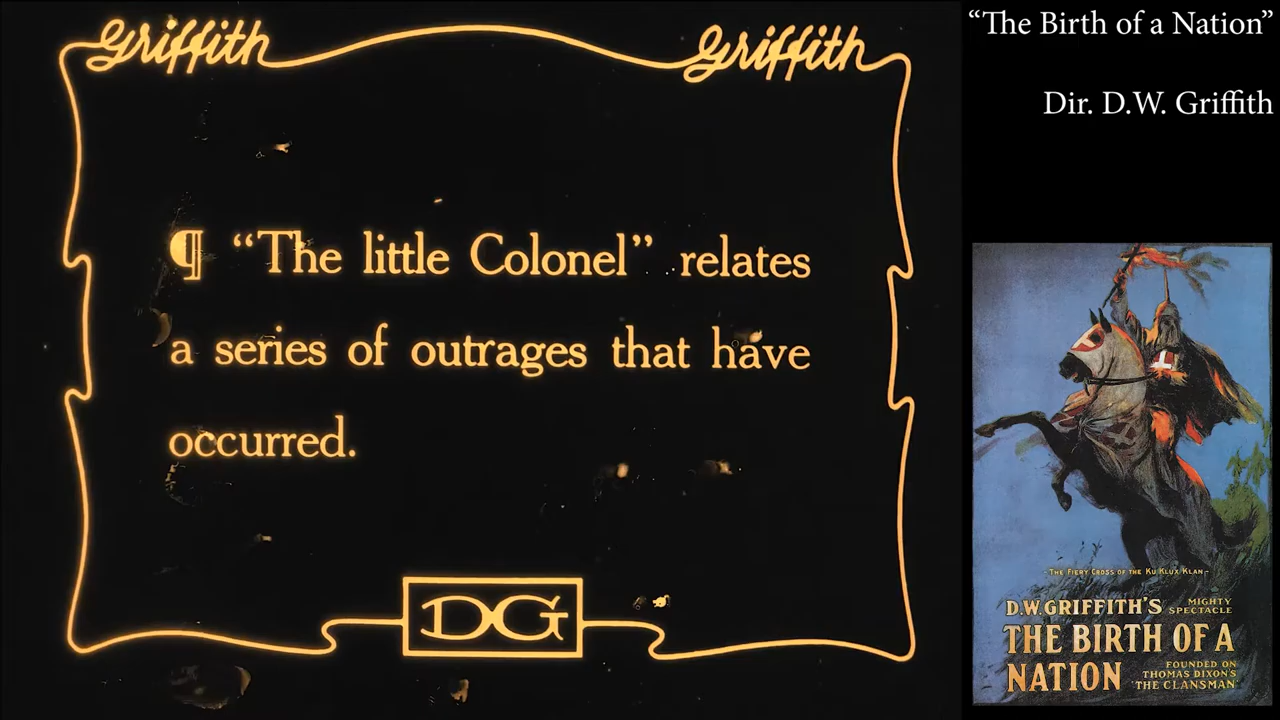 Griffith Griffith
¶ “The little Colonel” relates
a series of outrages that have
occurred.
DG
“The Birth of a Nation”
Dir. D.W. Griffith
-THE FIERY CROSS OF THE KU KLUX KLAN-
D.W. GRIFFITH'S MIGHTY SPECTACLE
THE BIRTH OF A
NATION
FOUNDED ON
THOMAS DIXON'S
"THE CLANSMAN"